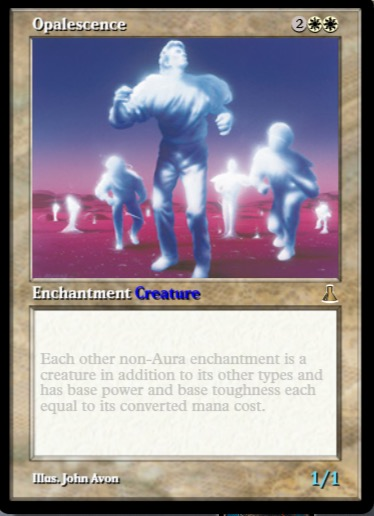 Opalescence 2
Enchantment Creature
Each other non-Aura enchantment is a
creature in addition to its other types and
has base power and base toughness each
equal to its converted mana cost.
Illus. John Avon 1/1